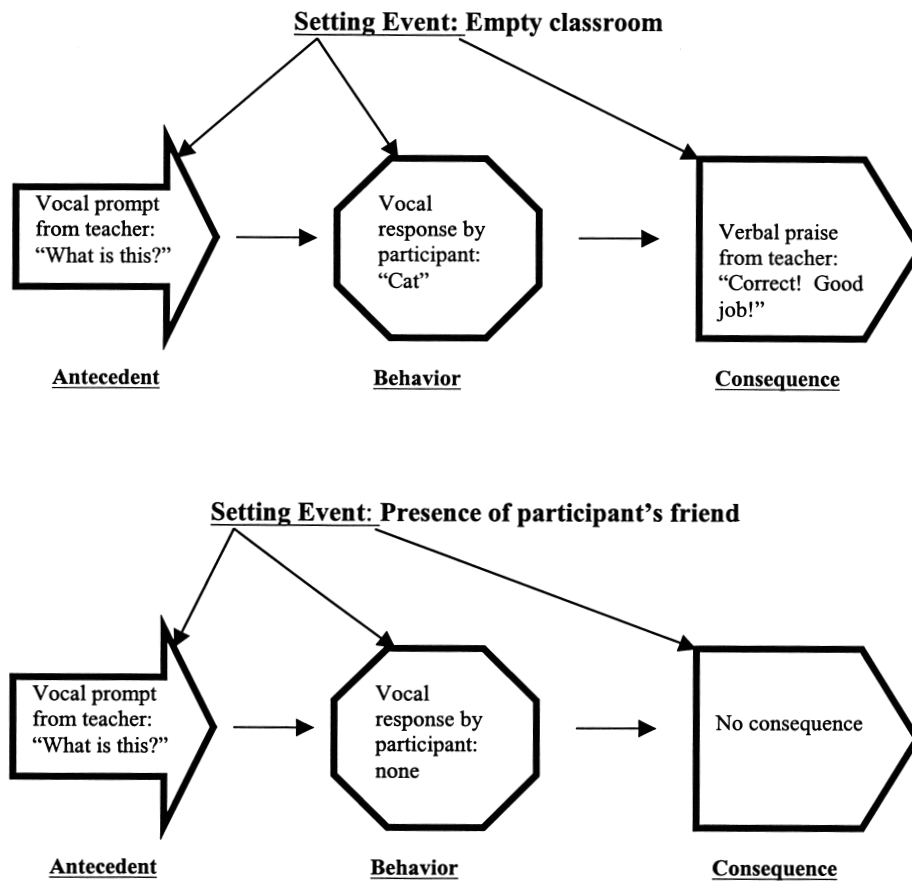 Setting Event: Empty classroom
Vocal prompt
from teacher:
“What is this?”
Vocal
response by
participant:
“Cat”
Verbal praise
from teacher:
“Correct!  Good
job!”
Antecedent
Behavior
Consequence
Setting Event: Presence of participant’s friend
Vocal prompt
from teacher:
“What is this?”
Vocal
response by
participant:
none
No consequence
Antecedent
Behavior
Consequence